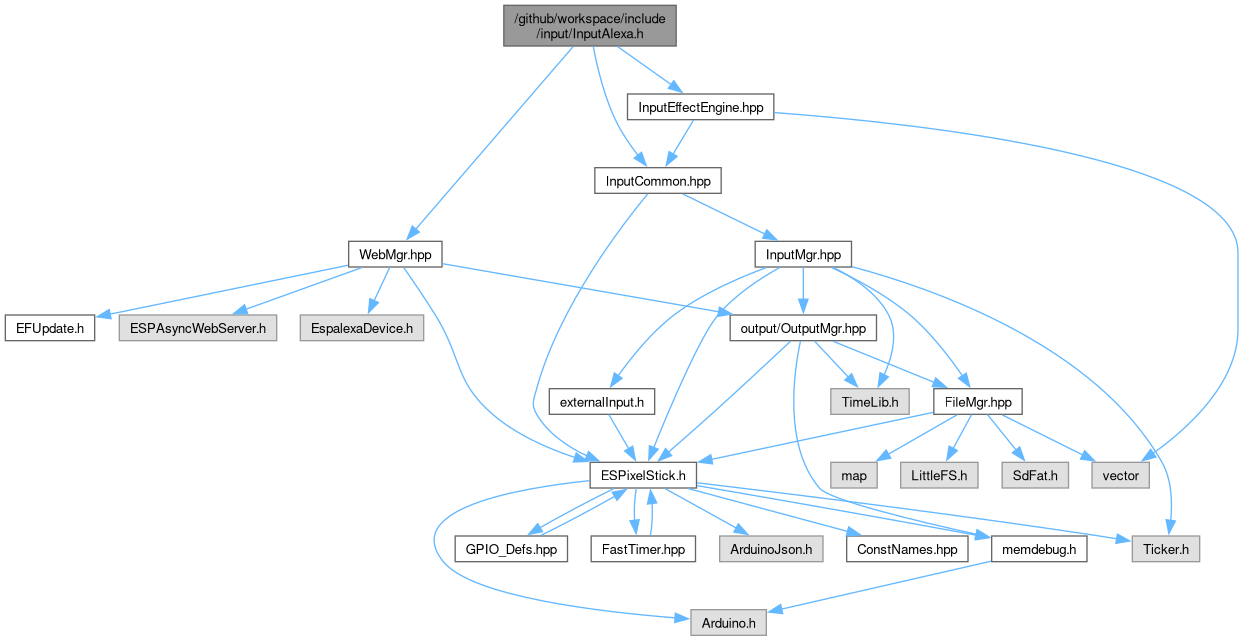 /github/workspace/include
/input/InputAlexa.h
InputEffectEngine.hpp
InputCommon.hpp
WebMgr.hpp
InputMgr.hpp
EFUpdate.h
ESPAsyncWebServer.h
EspalexaDevice.h
output/OutputMgr.hpp
externalInput.h
TimeLib.h
FileMgr.hpp
ESPixelStick.h
map
LittleFS.h
SdFat.h
vector
GPIO_Defs.hpp
FastTimer.hpp
ArduinoJson.h
ConstNames.hpp
memdebug.h
Ticker.h
Arduino.h